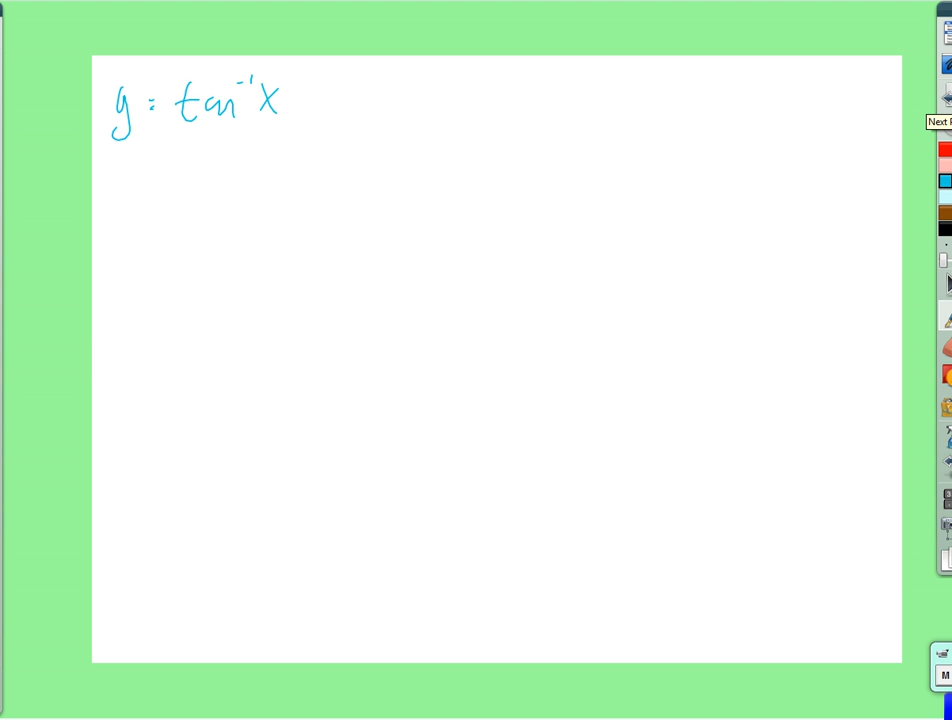 y = tan⁻¹x
Next
M